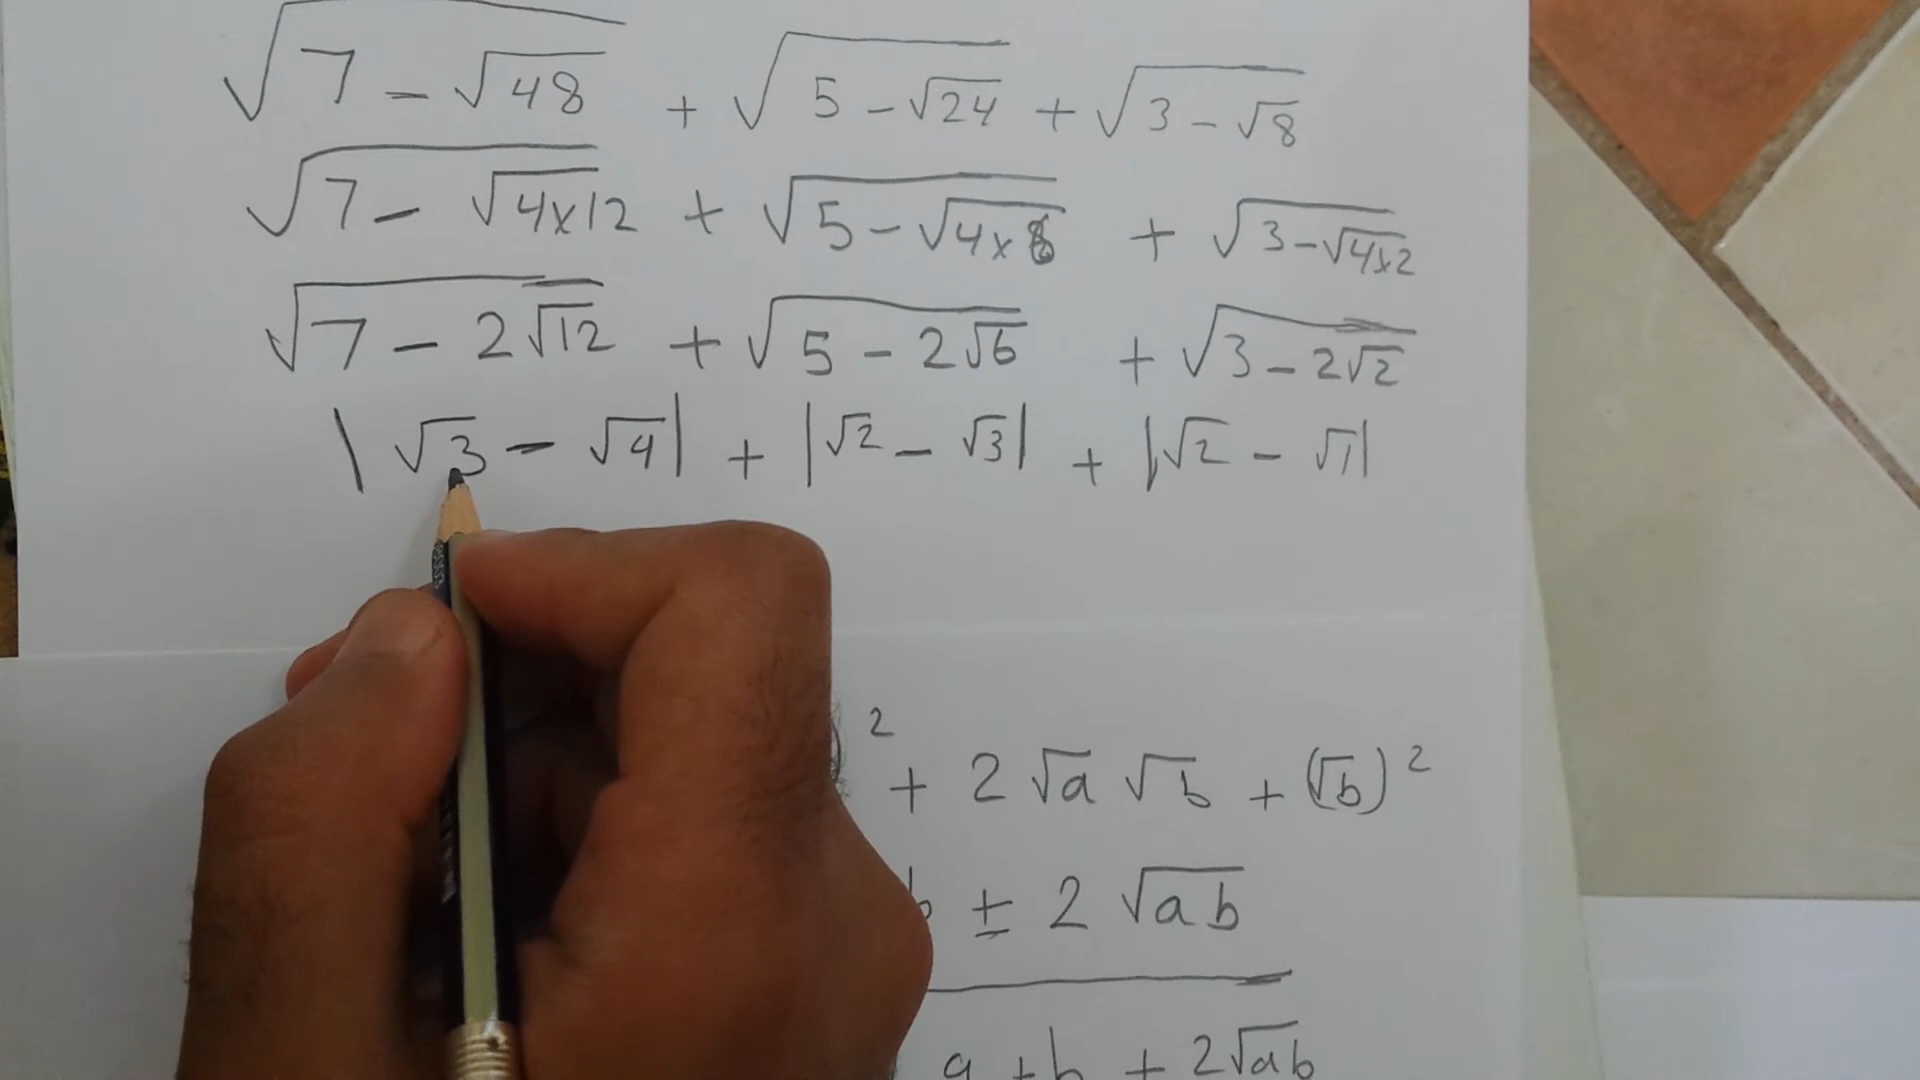 √(7 - √48) + √(5 - √24) + √(3 - √8)
√(7 - √4x12) + √(5 - √4x6) + √(3 - √4x2)
√(7 - 2√12) + √(5 - 2√6) + √(3 - 2√2)
|√3 - √4| + |√2 - √3| + |√2 - √1|
)² + 2√a √b + (√b)²
b ± 2√ab
a + b + 2√ab